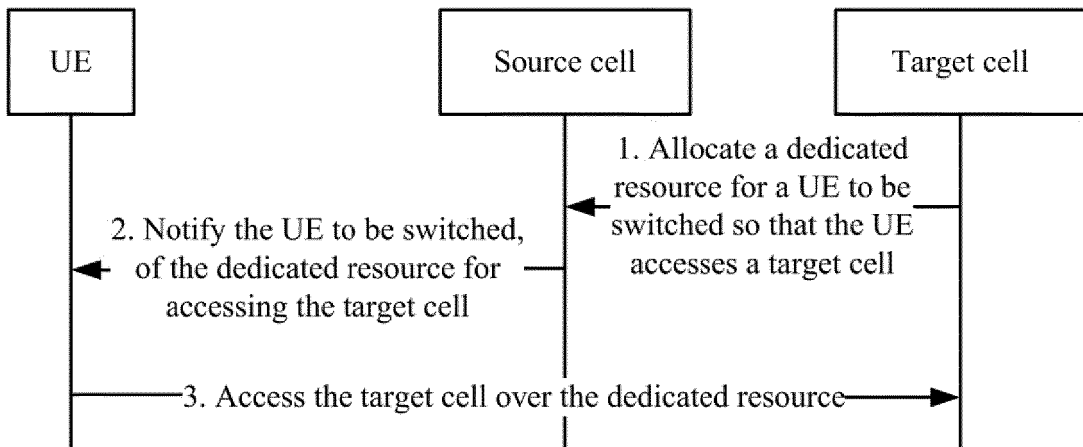 UE
Source cell
Target cell
1. Allocate a dedicated
resource for a UE to be
switched so that the UE
accesses a target cell
2. Notify the UE to be switched,
of the dedicated resource for
accessing the target cell
3. Access the target cell over the dedicated resource